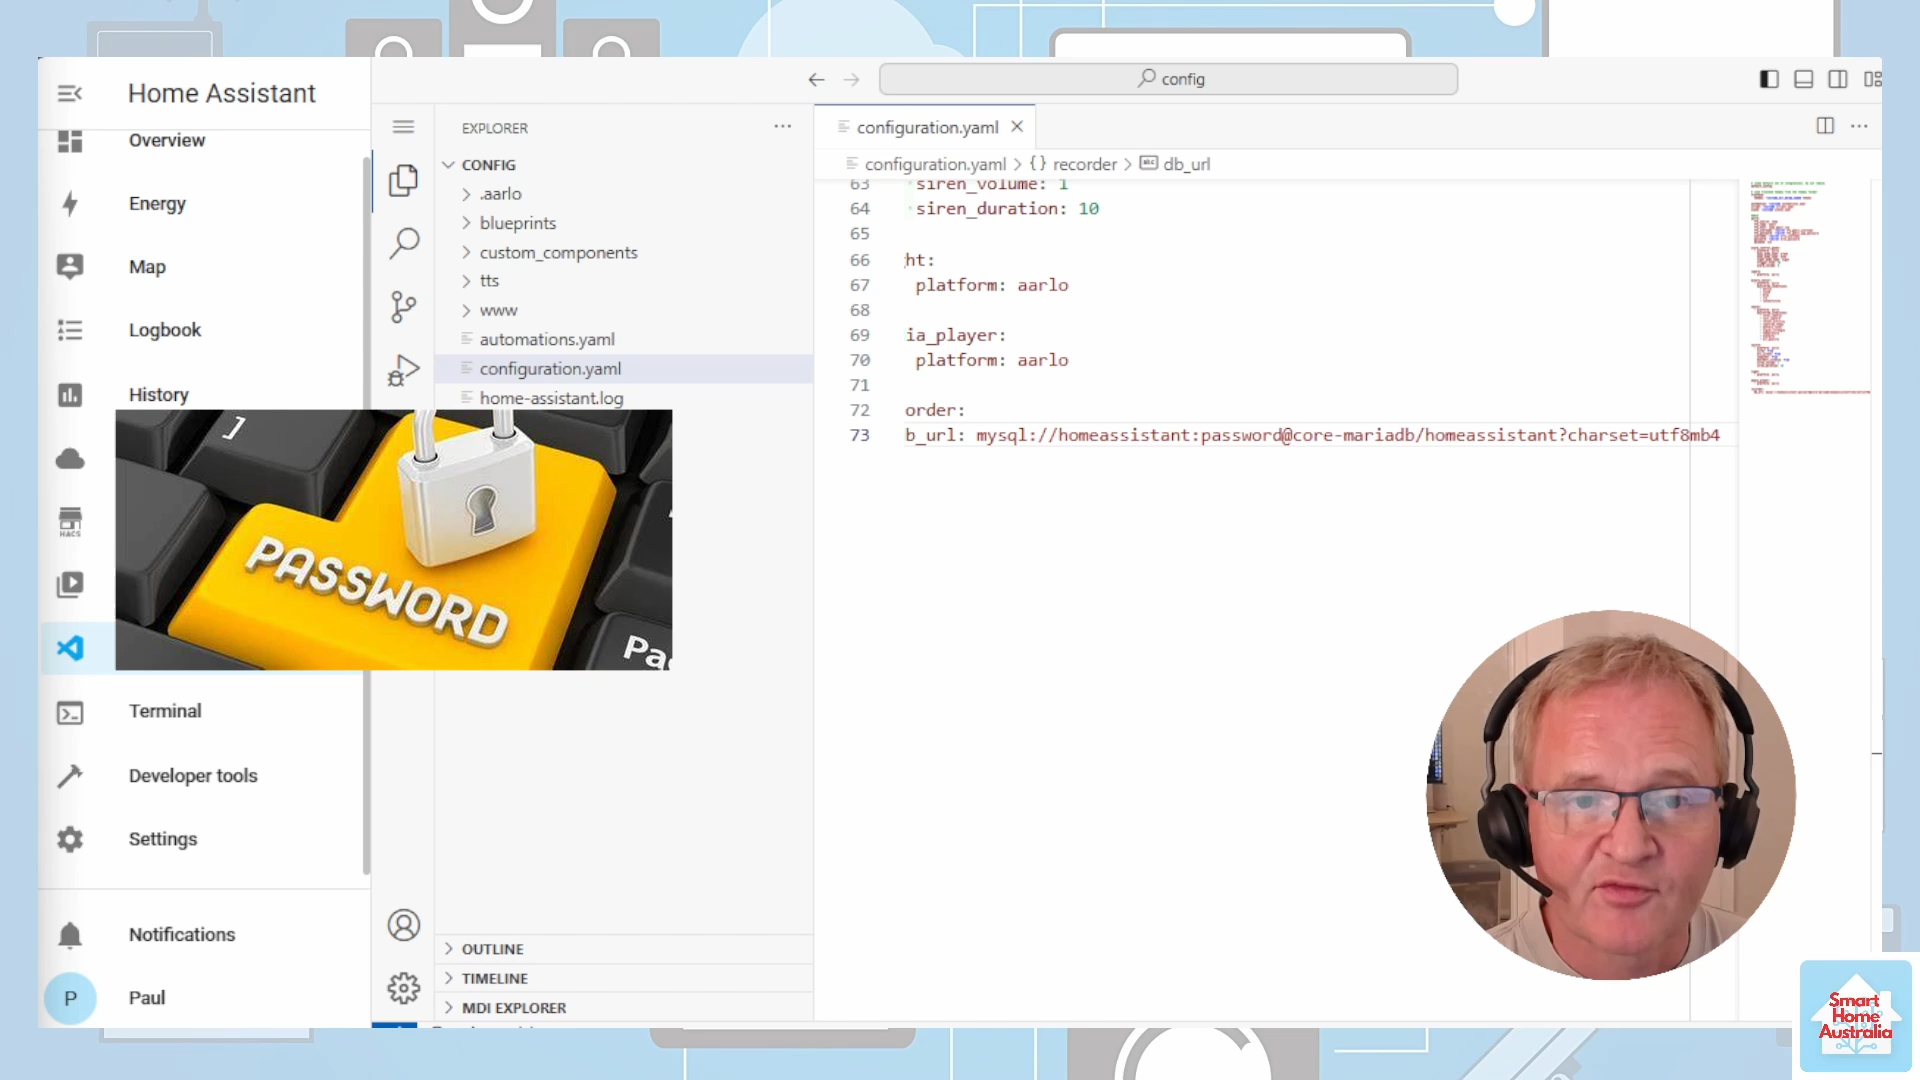 Home Assistant
Overview
Energy
Map
Logbook
History
HACS
Terminal
Developer tools
Settings
Notifications
P
Paul
config
EXPLORER
CONFIG
.aarlo
blueprints
custom_components
tts
www
automations.yaml
configuration.yaml
home-assistant.log
OUTLINE
TIMELINE
MDI EXPLORER
configuration.yaml
configuration.yaml > {} recorder > abc db_url
63 siren_volume: 1
64 siren_duration: 10
65
66 ht:
67 platform: aarlo
68
69 ia_player:
70 platform: aarlo
71
72 order:
73 b_url: mysql://homeassistant:password@core-mariadb/homeassistant?charset=utf8mb4
]
PASSWORD
Pa
Smart
Home
Australia